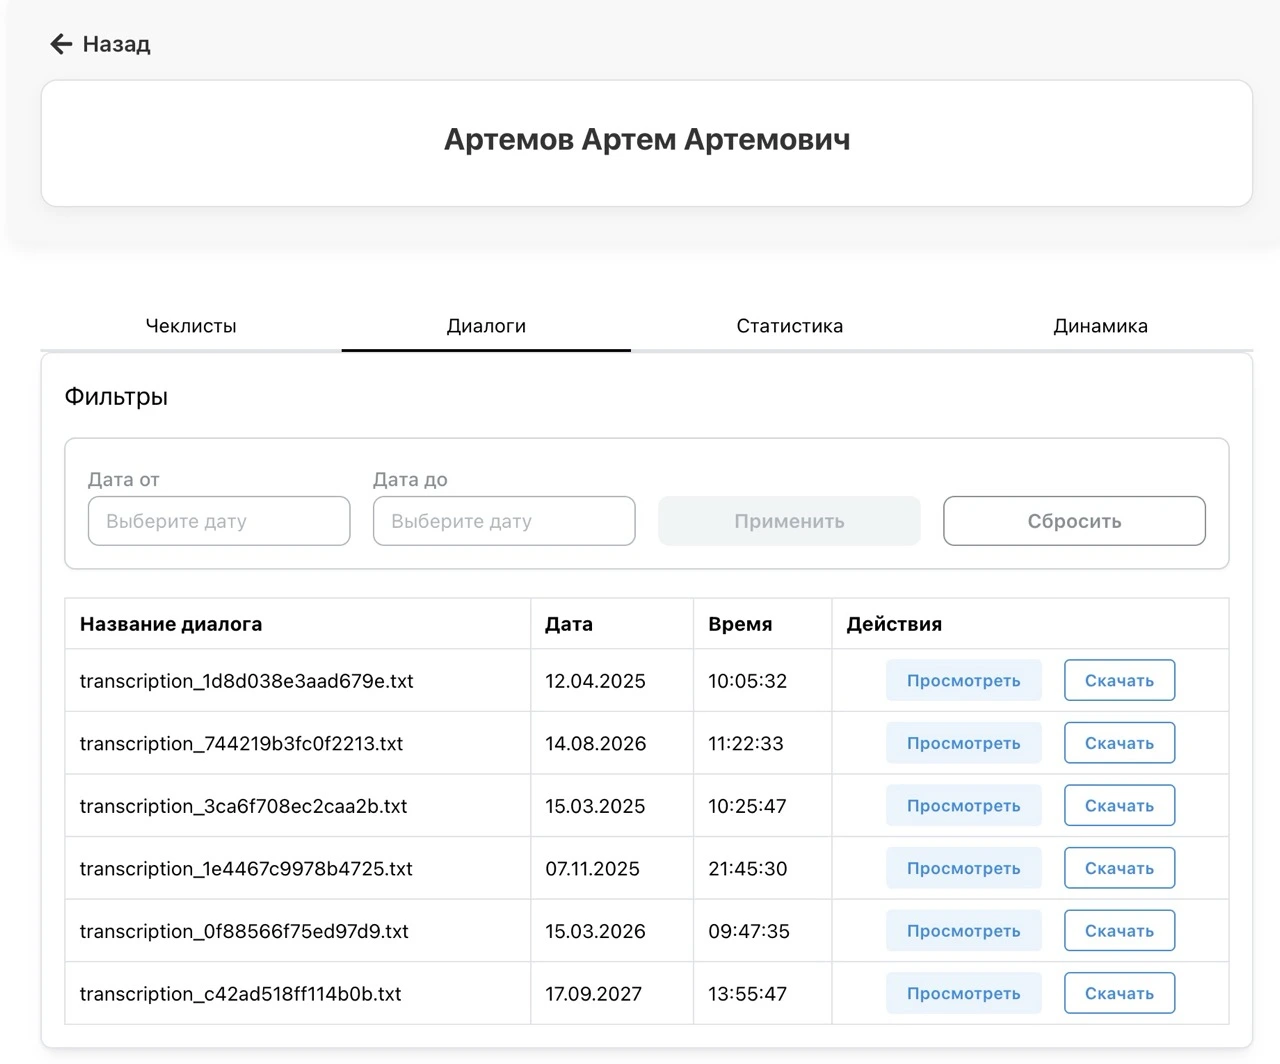 Назад
Артемов Артем Артемович
Чеклисты Диалоги Статистика Динамика
Фильтры
Дата от Дата до
Выберите дату Выберите дату Применить Сбросить
Название диалога Дата Время Действия
transcription_1d8d038e3aad679e.txt 12.04.2025 10:05:32 Просмотреть Скачать
transcription_744219b3fc0f2213.txt 14.08.2026 11:22:33 Просмотреть Скачать
transcription_3ca6f708ec2caa2b.txt 15.03.2025 10:25:47 Просмотреть Скачать
transcription_1e4467c9978b4725.txt 07.11.2025 21:45:30 Просмотреть Скачать
transcription_0f88566f75ed97d9.txt 15.03.2026 09:47:35 Просмотреть Скачать
transcription_c42ad518ff114b0b.txt 17.09.2027 13:55:47 Просмотреть Скачать